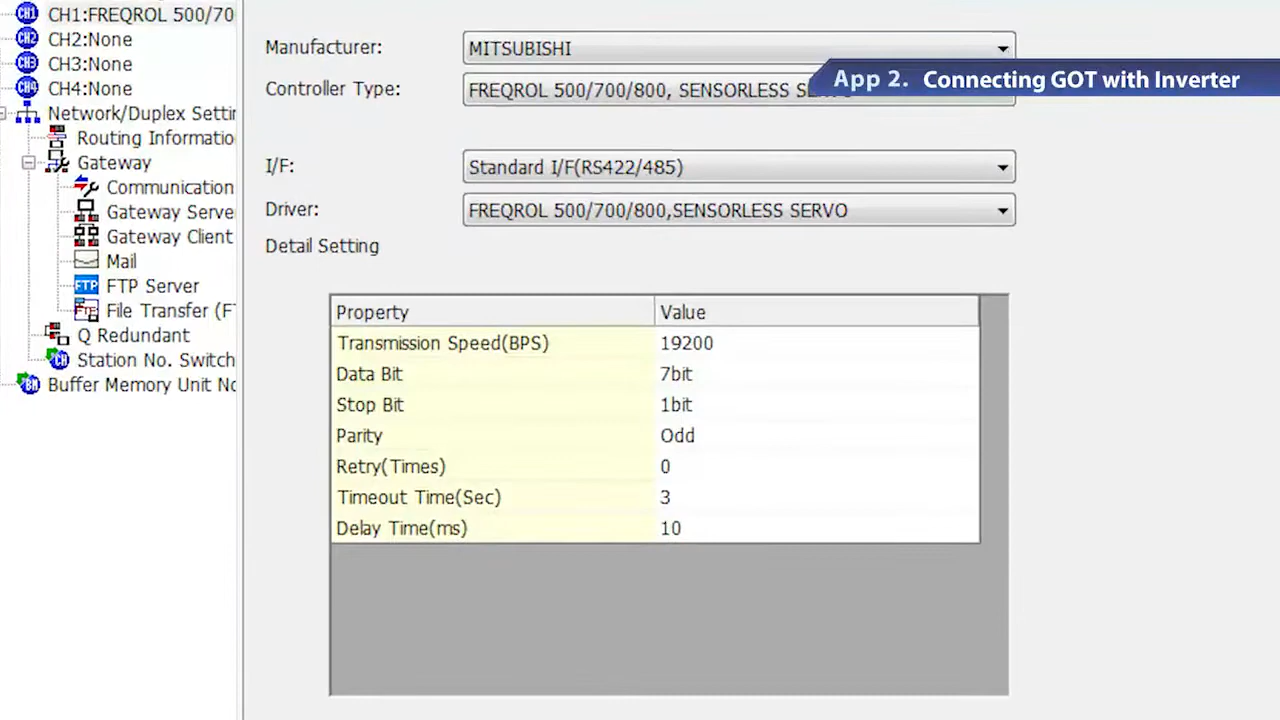 CH1:FREQROL 500/70
CH2:None
CH3:None
CH4:None
Network/Duplex Settin
Routing Informatio
Gateway
Communication
Gateway Serve
Gateway Client
Mail
FTP Server
File Transfer (FT
Q Redundant
Station No. Switch
Buffer Memory Unit No
Manufacturer: MITSUBISHI
App 2. Connecting GOT with Inverter
Controller Type: FREQROL 500/700/800, SENSORLESS
I/F: Standard I/F(RS422/485)
Driver: FREQROL 500/700/800,SENSORLESS SERVO
Detail Setting
Property Value
Transmission Speed(BPS) 19200
Data Bit 7bit
Stop Bit 1bit
Parity Odd
Retry(Times) 0
Timeout Time(Sec) 3
Delay Time(ms) 10